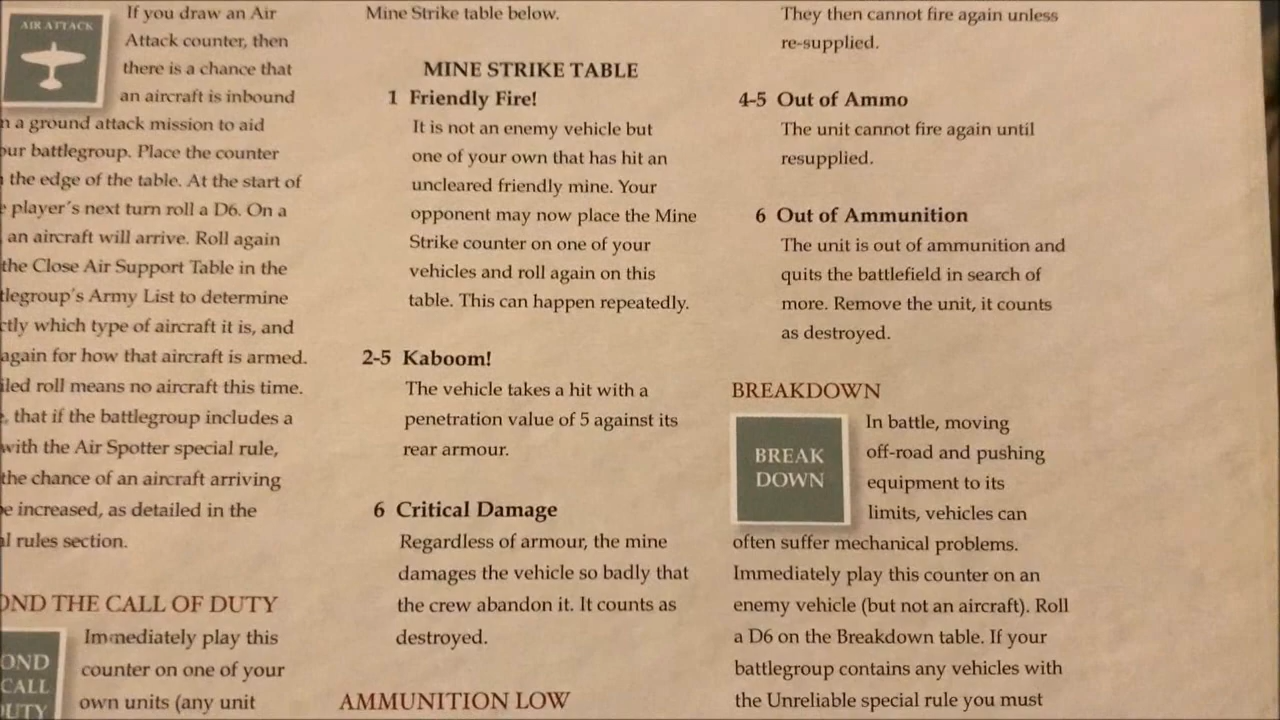 AIR ATTACK
If you draw an Air
Attack counter, then
there is a chance that
an aircraft is inbound
a ground attack mission to aid
battlegroup. Place the counter
the edge of the table. At the start of
player's next turn roll a D6. On a
an aircraft will arrive. Roll again
the Close Air Support Table in the
Army List to determine
which type of aircraft it is, and
again for how that aircraft is armed.
roll means no aircraft this time.
that if the battlegroup includes a
with the Air Spotter special rule,
the chance of an aircraft arriving
increased, as detailed in the
rules section.
THE CALL OF DUTY
CALL
Immediately play this
counter on one of your
own units (any unit
Mine Strike table below.
MINE STRIKE TABLE
1 Friendly Fire!
It is not an enemy vehicle but
one of your own that has hit an
uncleared friendly mine. Your
opponent may now place the Mine
Strike counter on one of your
vehicles and roll again on this
table. This can happen repeatedly.
2-5 Kaboom!
The vehicle takes a hit with a
penetration value of 5 against its
rear armour.
6 Critical Damage
Regardless of armour, the mine
damages the vehicle so badly that
the crew abandon it. It counts as
destroyed.
AMMUNITION LOW
They then cannot fire again unless
re-supplied.
4-5 Out of Ammo
The unit cannot fire again until
resupplied.
6 Out of Ammunition
The unit is out of ammunition and
quits the battlefield in search of
more. Remove the unit, it counts
as destroyed.
BREAKDOWN
BREAK
DOWN
In battle, moving
off-road and pushing
equipment to its
limits, vehicles can
often suffer mechanical problems.
Immediately play this counter on an
enemy vehicle (but not an aircraft). Roll
a D6 on the Breakdown table. If your
battlegroup contains any vehicles with
the Unreliable special rule you must